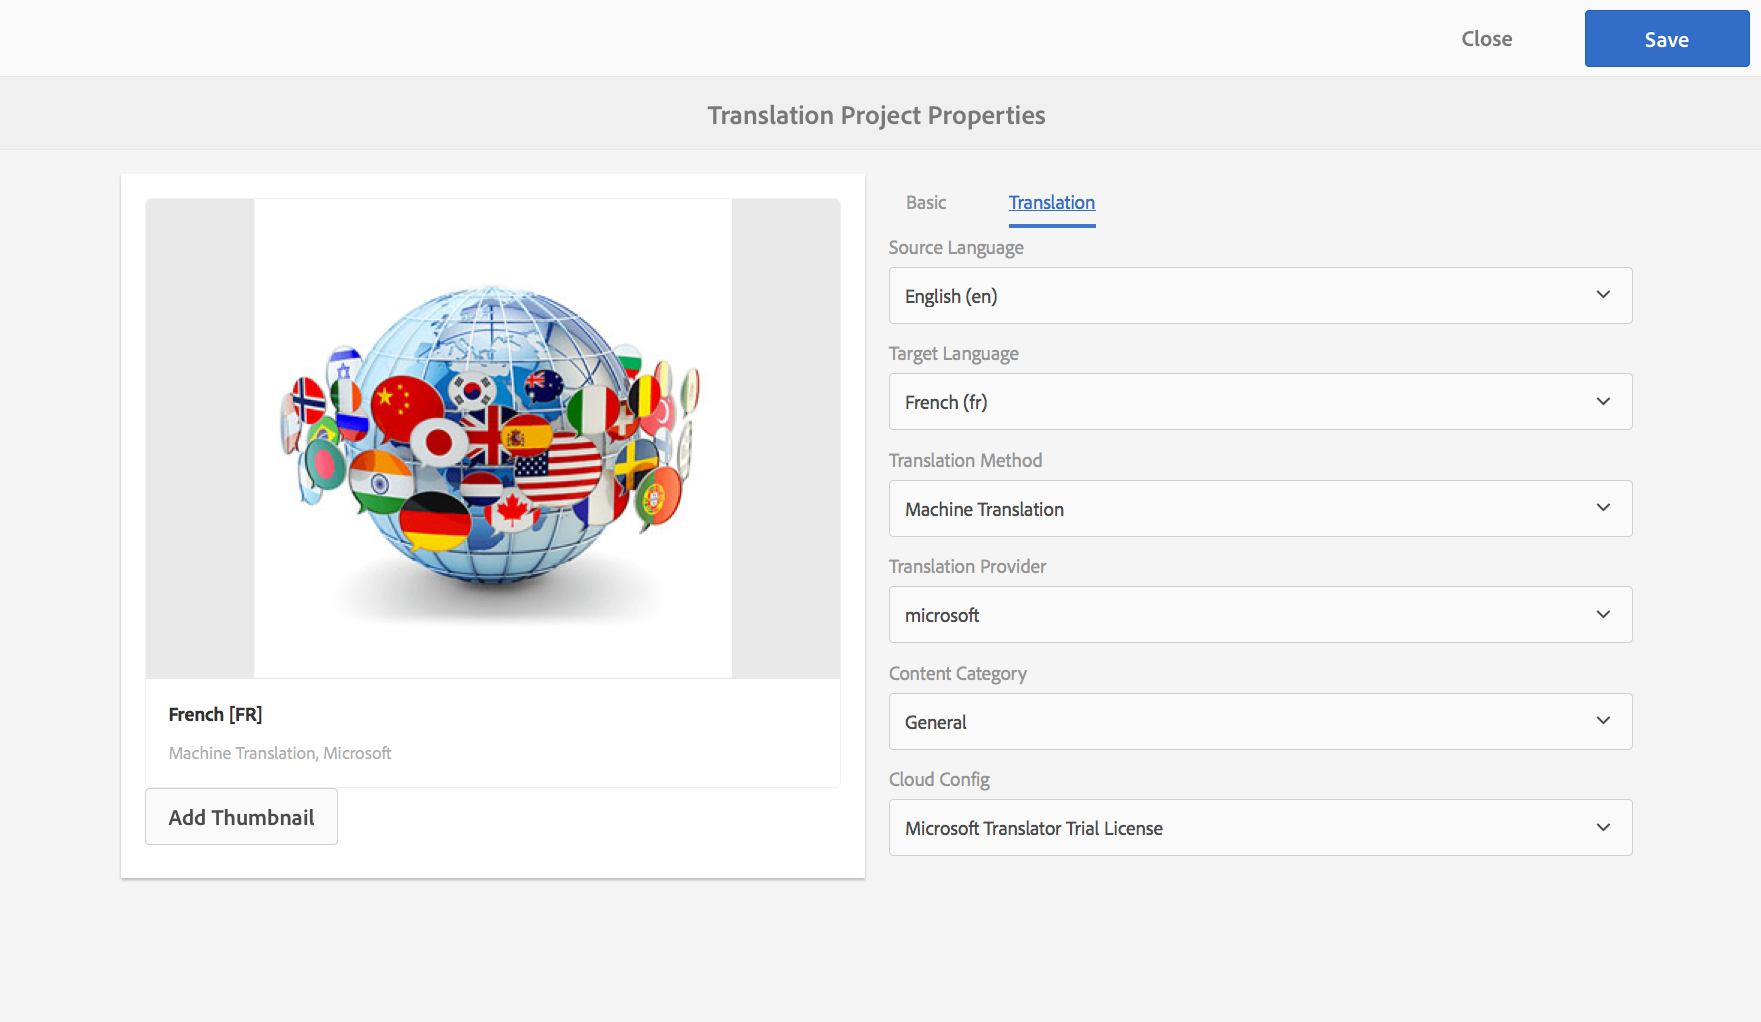 Close
Save
Translation Project Properties
French [FR]
Machine Translation, Microsoft
Add Thumbnail
Basic
Translation
Source Language
English (en)
Target Language
French (fr)
Translation Method
Machine Translation
Translation Provider
microsoft
Content Category
General
Cloud Config
Microsoft Translator Trial License